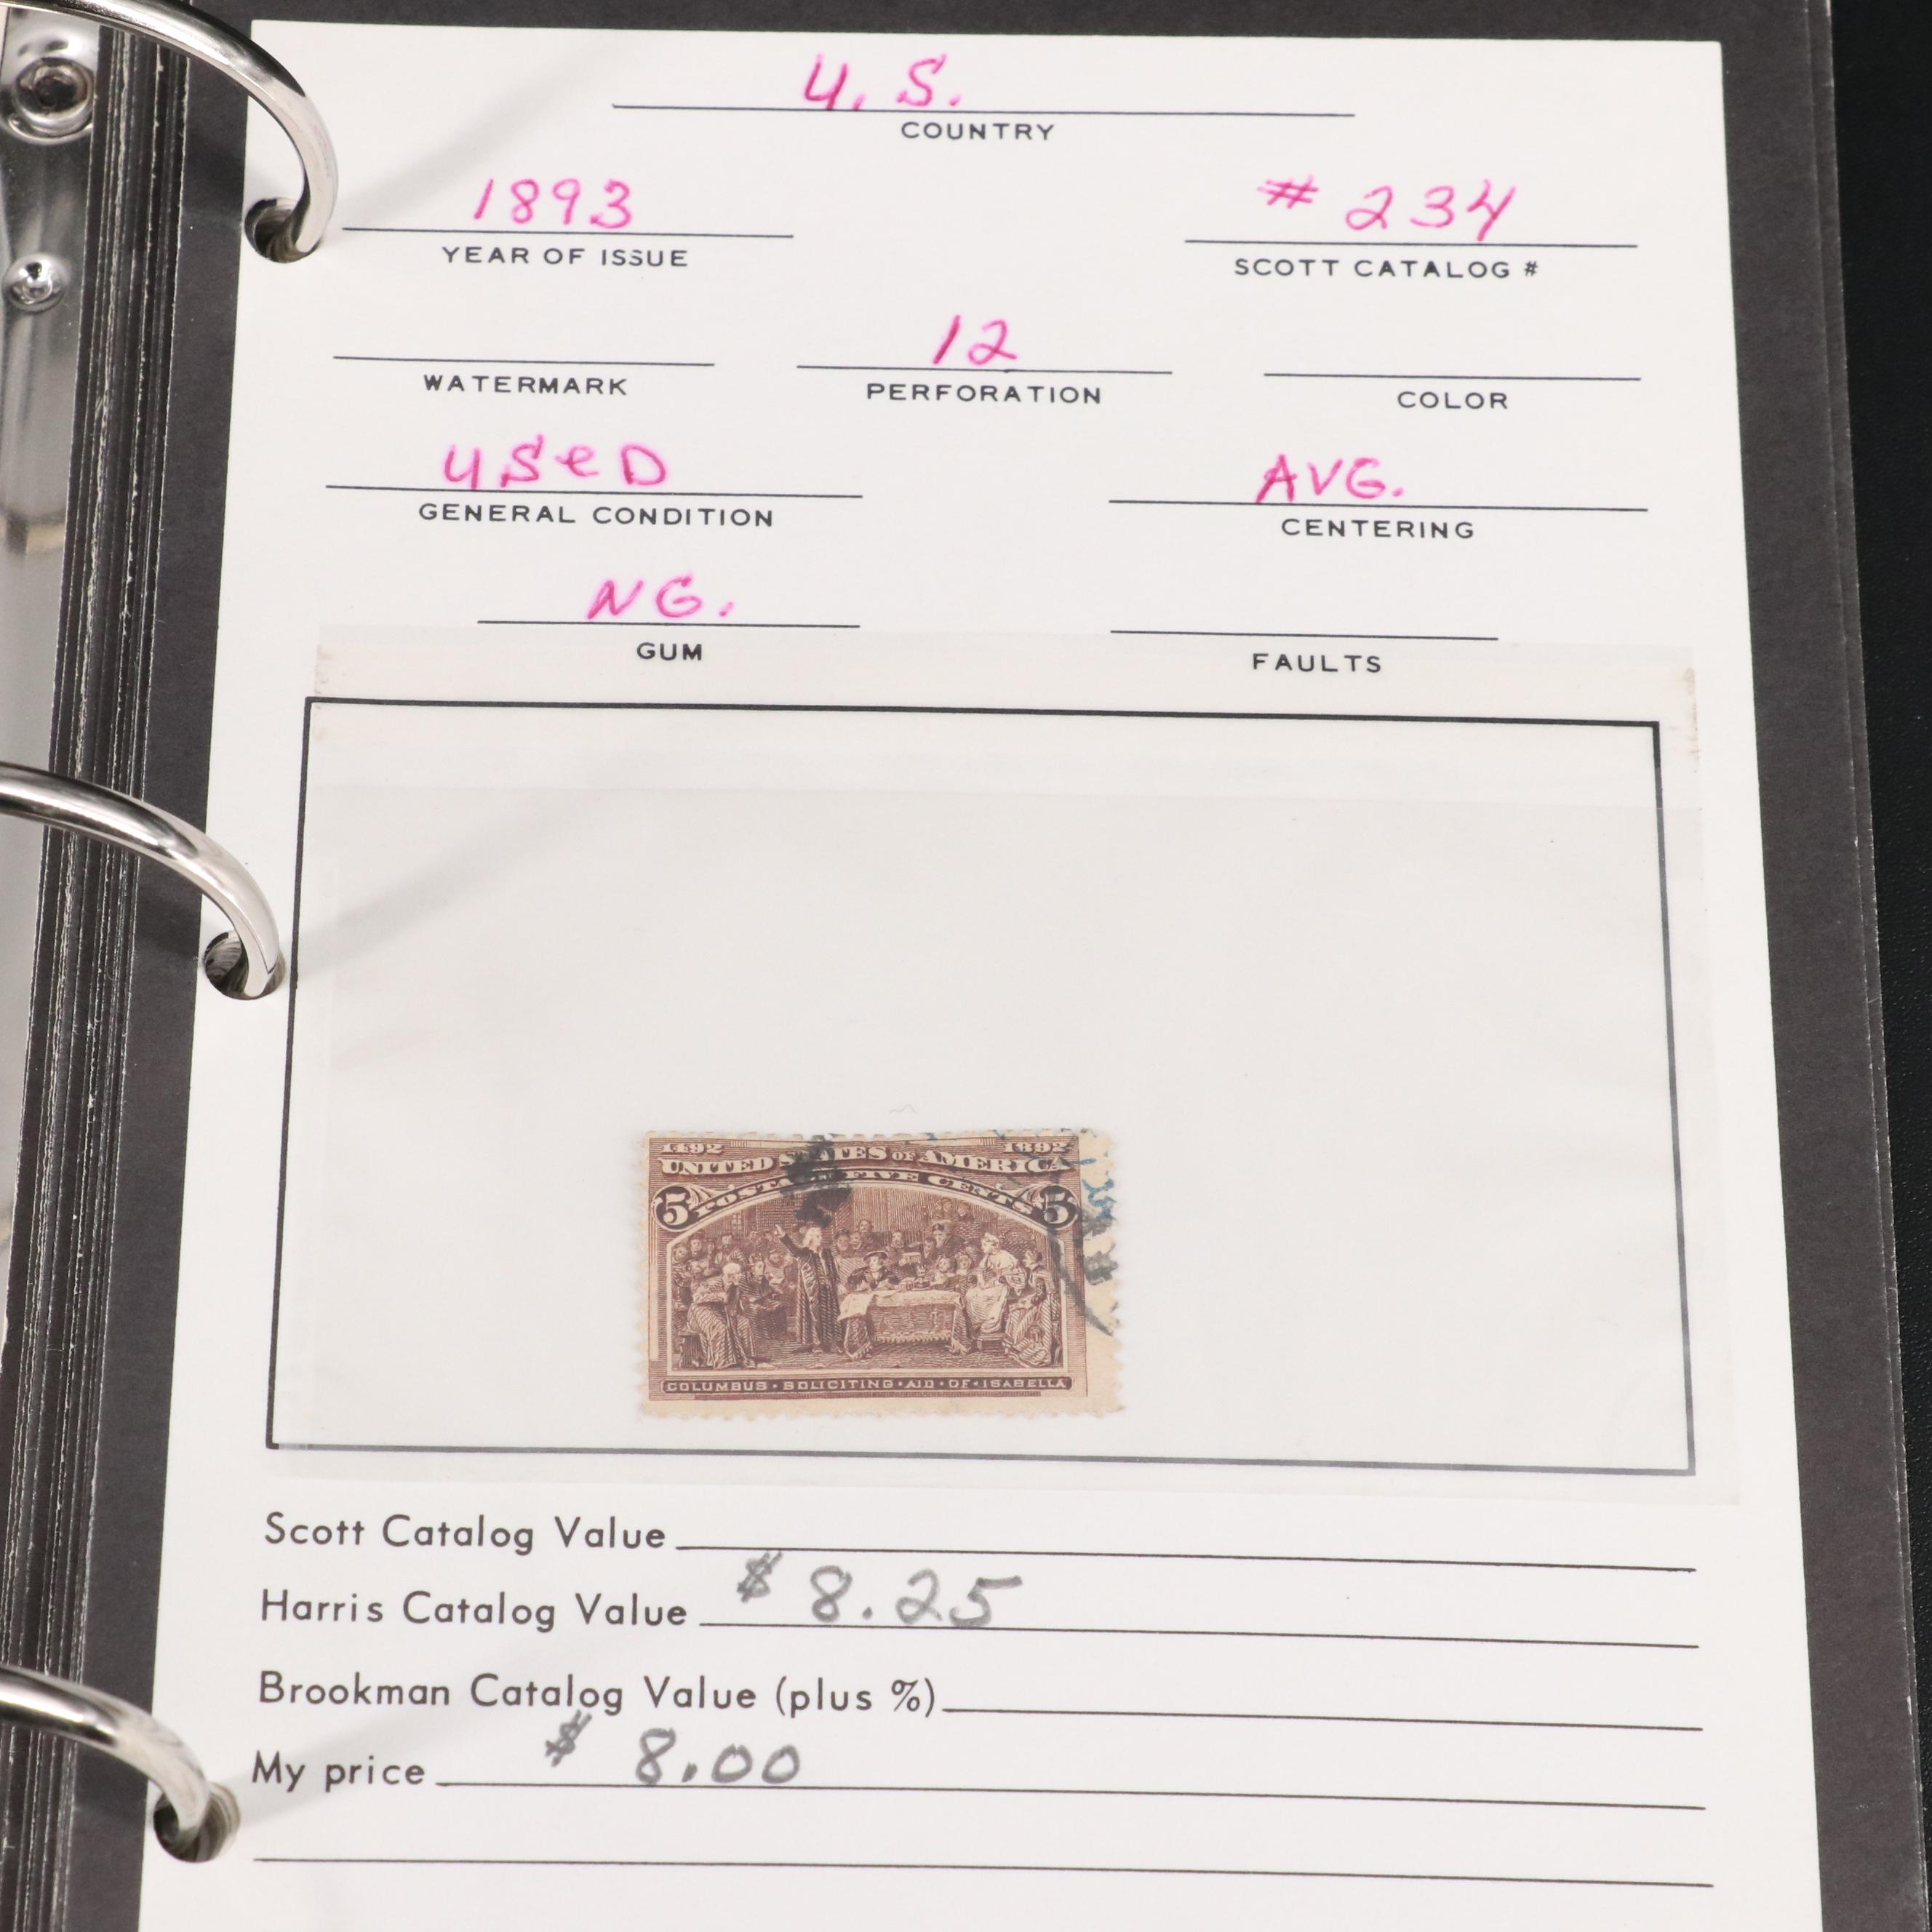 U.S.
COUNTRY
1893 # 234
YEAR OF ISSUE SCOTT CATALOG #
12
WATERMARK PERFORATION COLOR
USeD AVG.
GENERAL CONDITION CENTERING
NG.
GUM FAULTS
1492 1892
UNITED STATES OF AMERICA
5 POSTAGE FIVE CENTS 5
COLUMBUS · SOLICITING · AID · OF · ISABELLA
Scott Catalog Value
Harris Catalog Value $ 8.25
Brookman Catalog Value (plus %)
My price $ 8.00